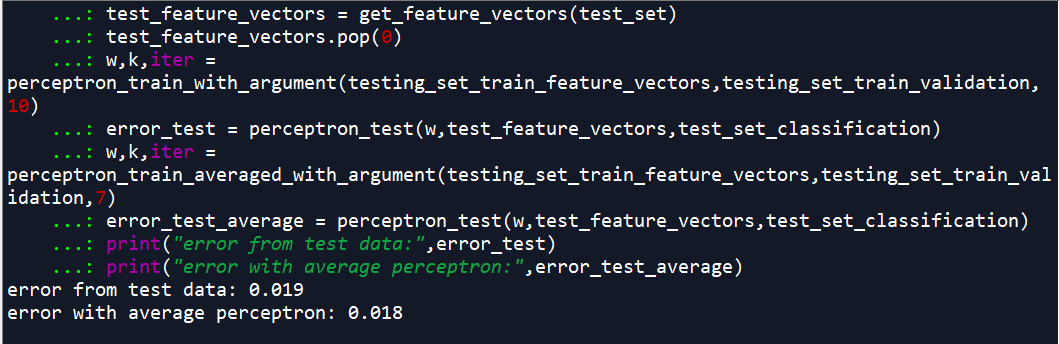 ...: test_feature_vectors = get_feature_vectors(test_set)
...: test_feature_vectors.pop(0)
...: w,k,iter =
perceptron_train_with_argument(testing_set_train_feature_vectors,testing_set_train_validation,
10)
...: error_test = perceptron_test(w,test_feature_vectors,test_set_classification)
...: w,k,iter =
perceptron_train_averaged_with_argument(testing_set_train_feature_vectors,testing_set_train_val
idation,7)
...: error_test_average = perceptron_test(w,test_feature_vectors,test_set_classification)
...: print("error from test data:",error_test)
...: print("error with average perceptron:",error_test_average)
error from test data: 0.019
error with average perceptron: 0.018